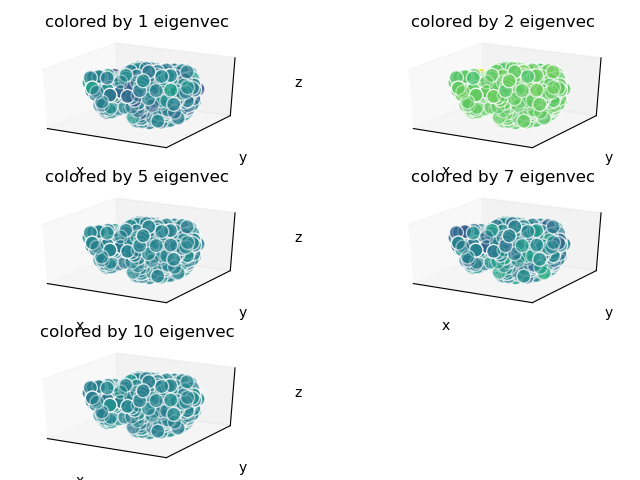 colored by 1 eigenvec
colored by 2 eigenvec
z
y
y
x
x
colored by 5 eigenvec
colored by 7 eigenvec
z
y
y
x
x
colored by 10 eigenvec
z
y
x